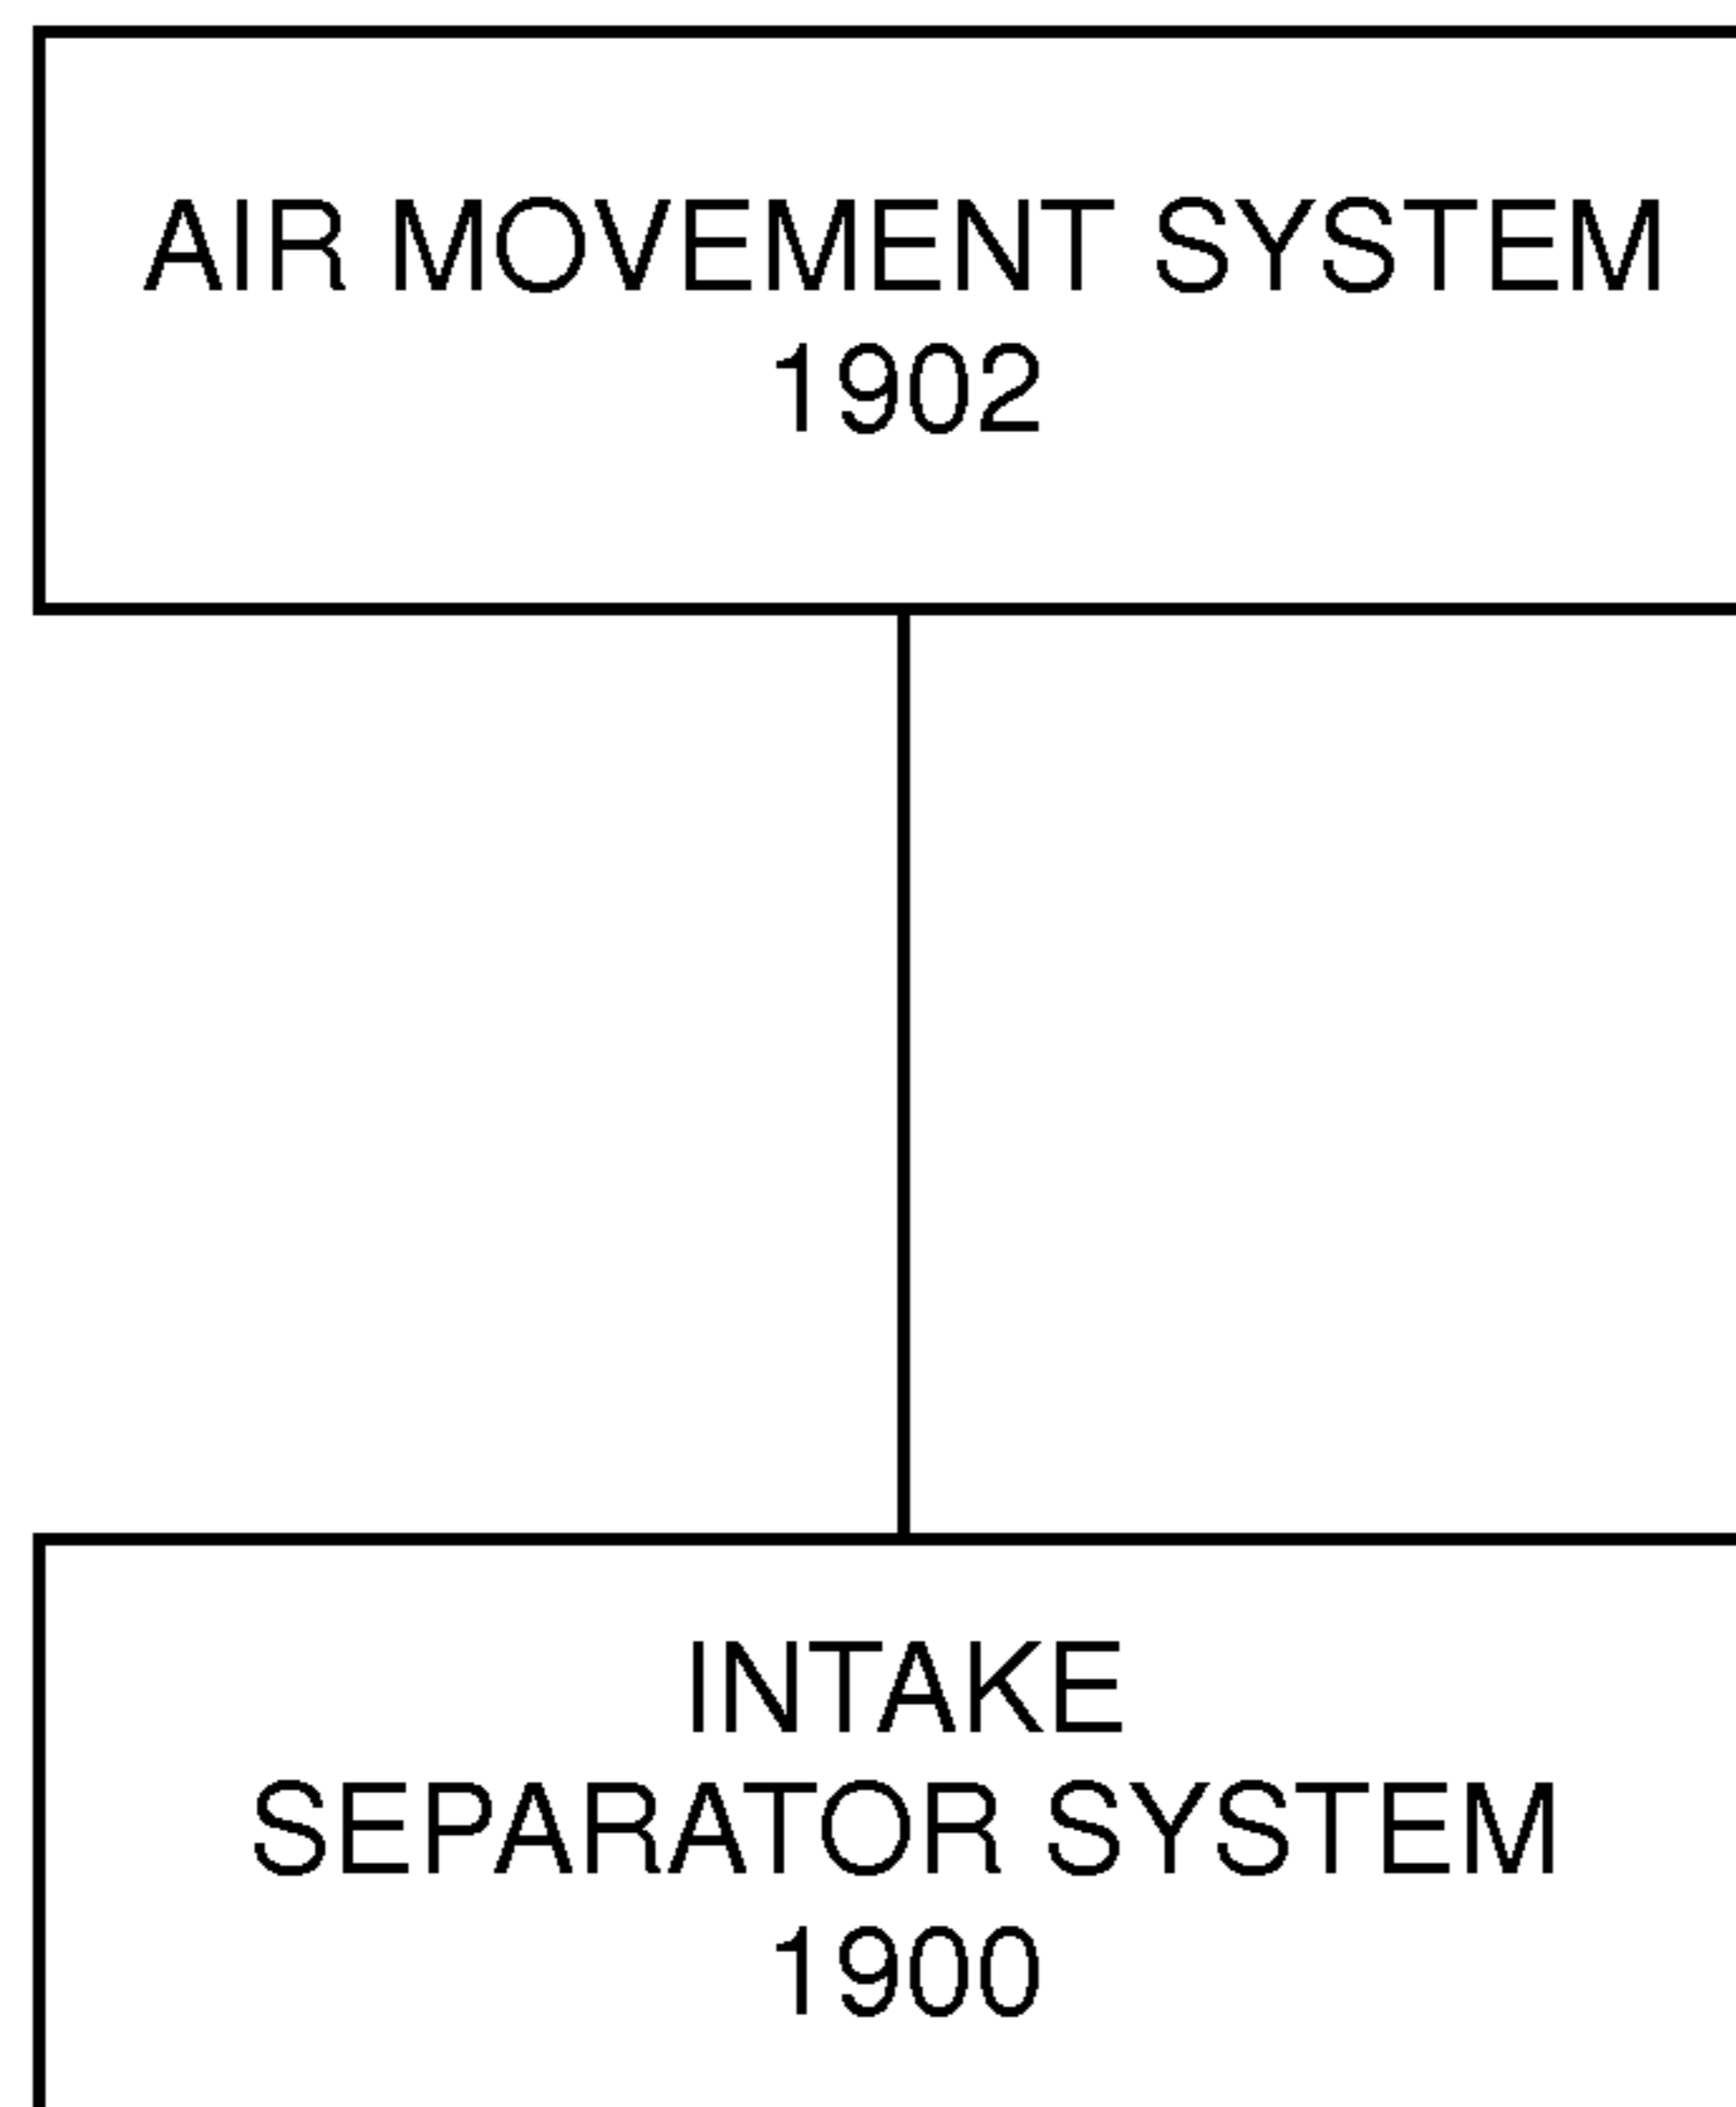 AIR MOVEMENT SYSTEM
1902
INTAKE
SEPARATOR SYSTEM
1900